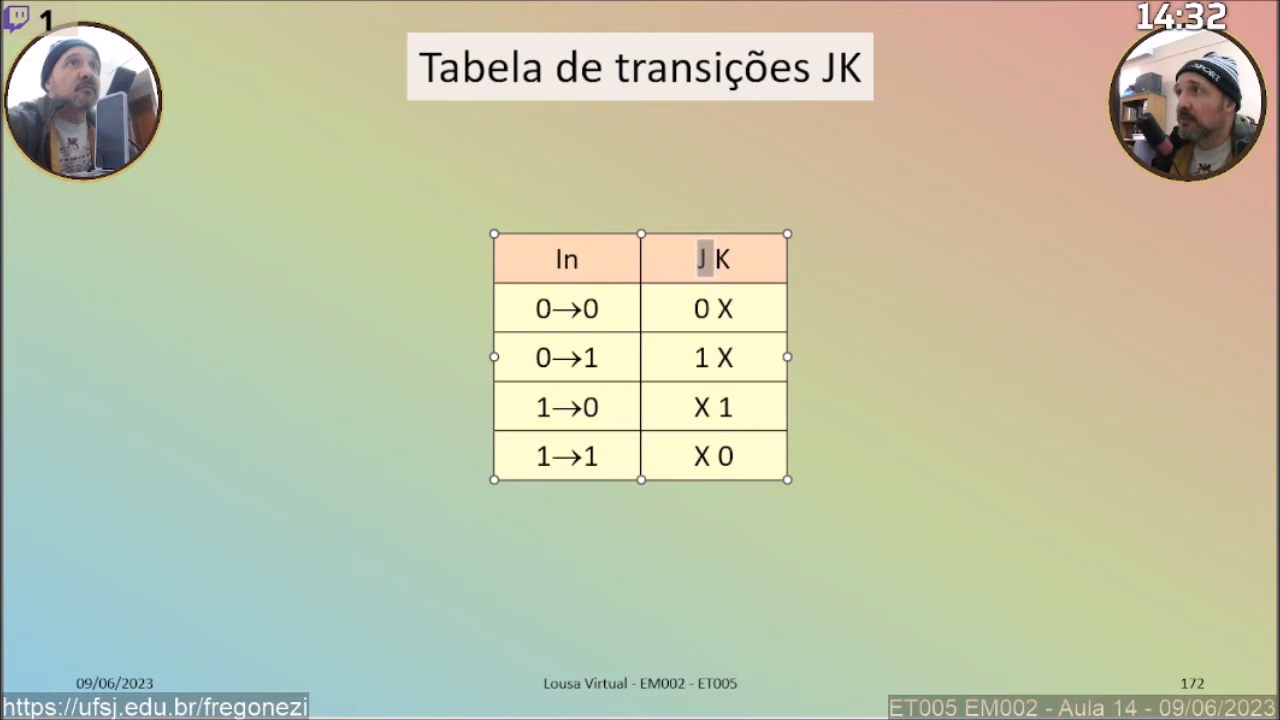 1
14:32
Tabela de transições JK
In J K
0→0 0 X
0→1 1 X
1→0 X 1
1→1 X 0
09/06/2023 Lousa Virtual - EM002 - ET005 172
https://ufsj.edu.br/fregonezi ET005 EM002 - Aula 14 - 09/06/2023